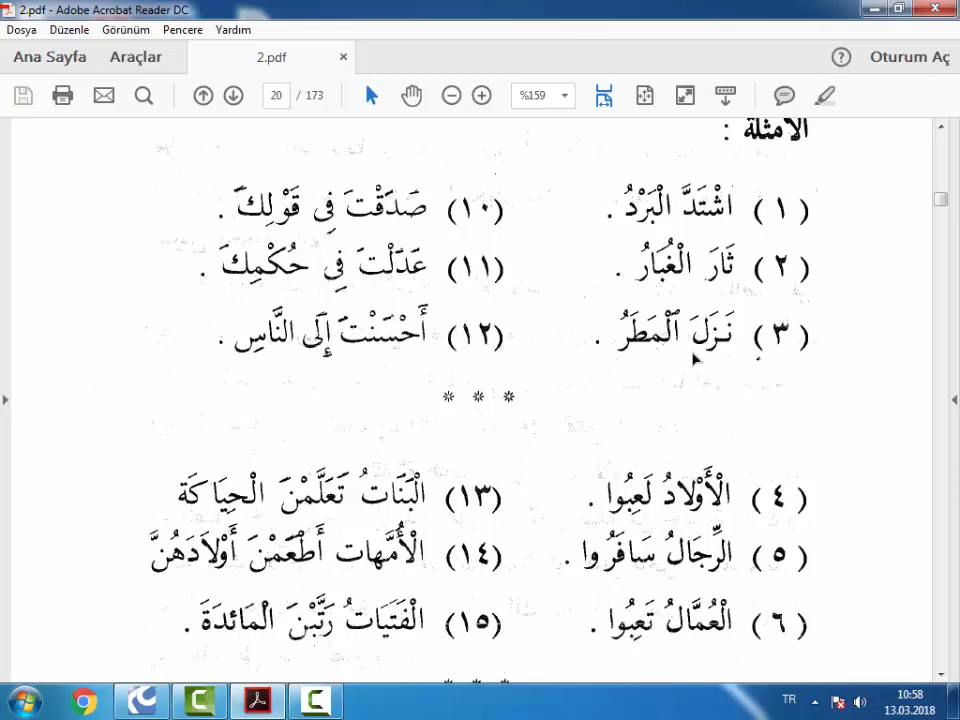 2.pdf - Adobe Acrobat Reader DC
Dosya Düzenle Görünüm Pencere Yardım
Ana Sayfa Araçlar 2.pdf × ? Oturum Aç
20 / 173 %159
الأمثلة :
( ١ ) اشْتَدَّ الْبَرْدُ . (١٠) صَدَقْتَ فِى قَوْلِكَ .
( ٢ ) ثَارَ الْغُبَارُ . (١١) عَدَلْتَ فِى حُكْمِكَ .
( ٣ ) نَزَلَ الْمَطَرُ . (١٢) أَحْسَنْتَ إِلَى النَّاسِ .
* * *
( ٤ ) الْأَوْلادُ لَعِبُوا . (١٣) الْبَنَاتُ تَعَلَّمْنَ الْحِيَاكَة
( ٥ ) الرِّجَالُ سَافَرُوا . (١٤) الْأُمَّهات أَطْعَمْنَ أَوْلَادَهُنَّ
( ٦ ) الْعُمَّالُ تَعِبُوا . (١٥) الْفَتَيَاتُ رَتَّبْنَ الْمَائدَةَ .
TR 10:58
13.03.2018